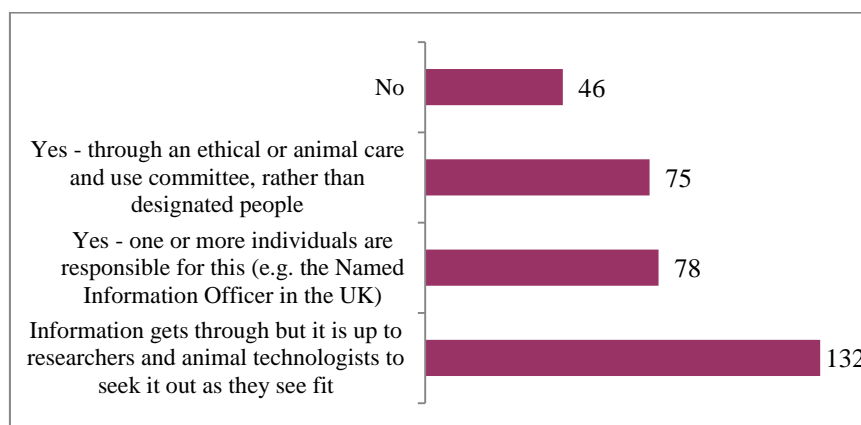 No
46
Yes - through an ethical or animal care
and use committee, rather than
designated people
75
Yes - one or more individuals are
responsible for this (e.g. the Named
Information Officer in the UK)
78
Information gets through but it is up to
researchers and animal technologists to
seek it out as they see fit
132